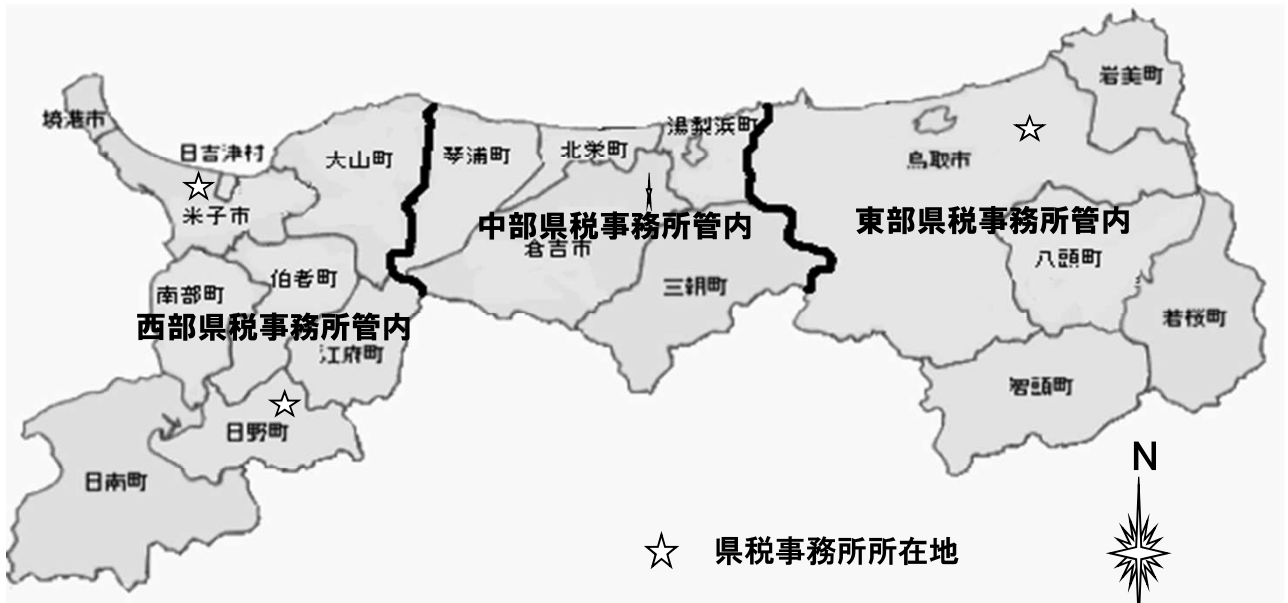 岩美町
境港市
湯梨浜町
日吉津村
大山町
琴浦町
北栄町
鳥取市
米子市
中部県税事務所管内
東部県税事務所管内
倉吉市
八頭町
伯耆町
三朝町
南部町
若桜町
西部県税事務所管内
江府町
智頭町
日野町
N
日南町
☆ 県税事務所所在地